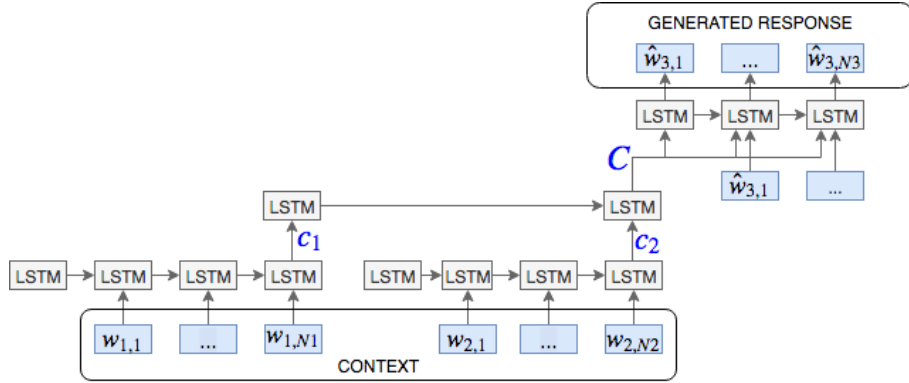 GENERATED RESPONSE
ŵ3,1 ... ŵ3,N3
LSTM LSTM LSTM
C
ŵ3,1 ...
LSTM LSTM
c1 c2
LSTM LSTM LSTM LSTM LSTM LSTM LSTM LSTM
w1,1 ... w1,N1 w2,1 ... w2,N2
CONTEXT